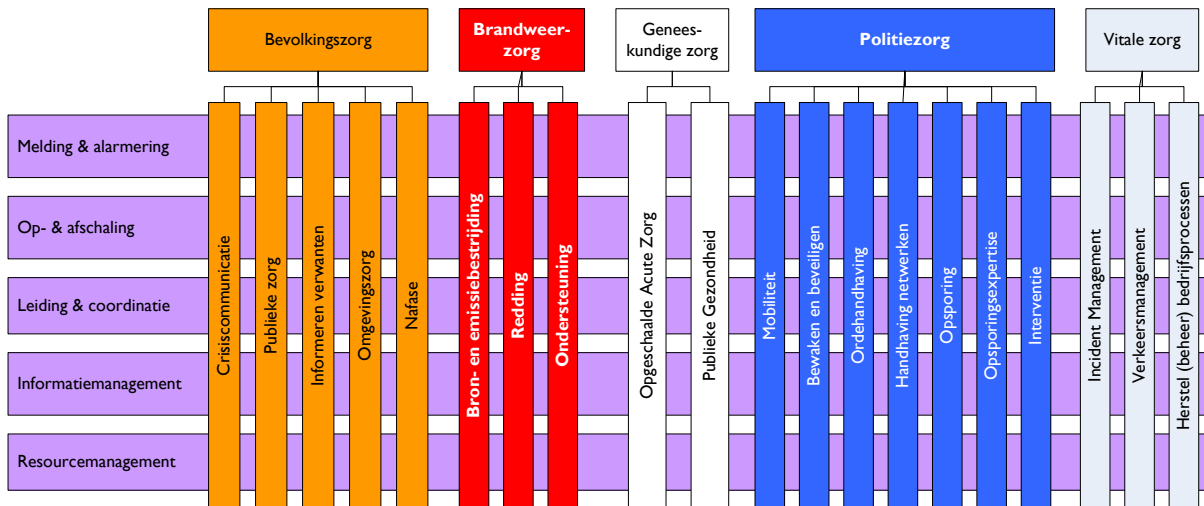 Bevolkingszorg
Brandweer-
zorg
Genees-
kundige zorg
Politiezorg
Vitale zorg
Melding & alarmering
Op- & afschaling
Leiding & coordinatie
Informatiemanagement
Resourcemanagement
Crisiscommunicatie
Publieke zorg
Informeren verwanten
Omgevingszorg
Nafase
Bron- en emissiebestrijding
Redding
Ondersteuning
Opgeschaalde Acute Zorg
Publieke Gezondheid
Mobiliteit
Bewaken en beveiligen
Ordehandhaving
Handhaving netwerken
Opsporing
Opsporingsexpertise
Interventie
Incident Management
Verkeersmanagement
Herstel (beheer) bedrijfsprocessen